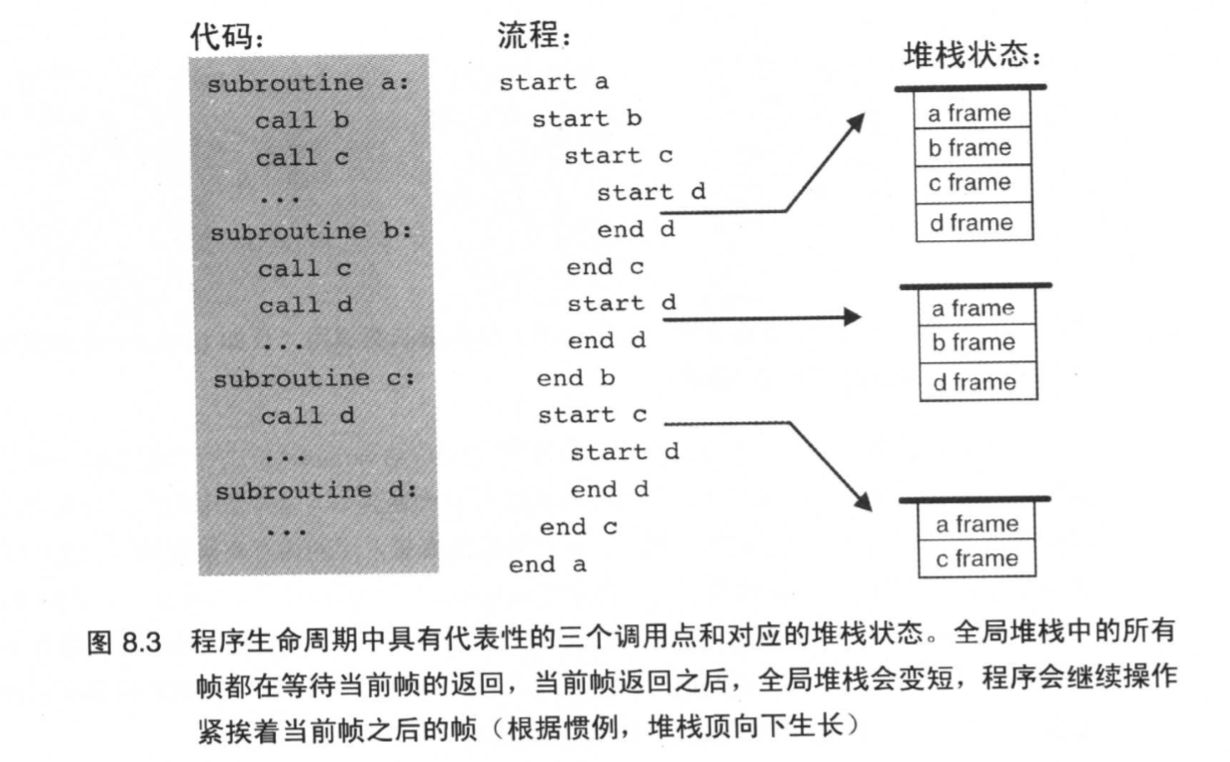 代码：
subroutine a:
call b
call c
...
subroutine b:
call c
call d
...
subroutine c:
call d
...
subroutine d:
...
流程：
start a
start b
start c
start d
end d
end c
start d
end d
end b
start c
start d
end d
end c
end a
堆栈状态：
a frame
b frame
c frame
d frame
a frame
b frame
d frame
a frame
c frame
图 8.3 程序生命周期中具有代表性的三个调用点和对应的堆栈状态。全局堆栈中的所有
帧都在等待当前帧的返回，当前帧返回之后，全局堆栈会变短，程序会继续操作
紧挨着当前帧之后的帧（根据惯例，堆栈顶向下生长）